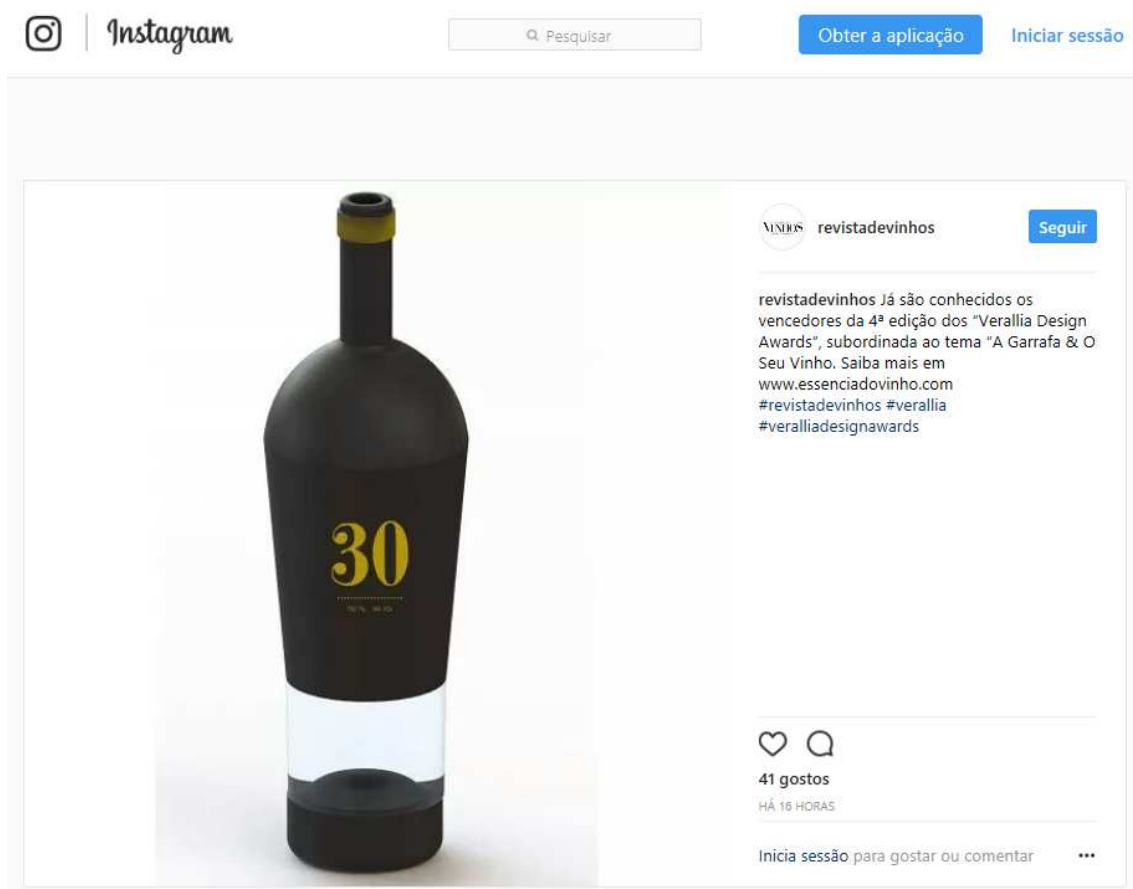 Instagram
Pesquisar
Obter a aplicação
Iniciar sessão
30
VINHOS
revistadevinhos
Seguir
revistadevinhos Já são conhecidos os
vencedores da 4ª edição dos "Verallia Design
Awards", subordinada ao tema "A Garrafa & O
Seu Vinho. Saiba mais em
www.essenciadovinho.com
#revistadevinhos #verallia
#veralliadesignawards
41 gostos
HÁ 16 HORAS
Inicia sessão para gostar ou comentar